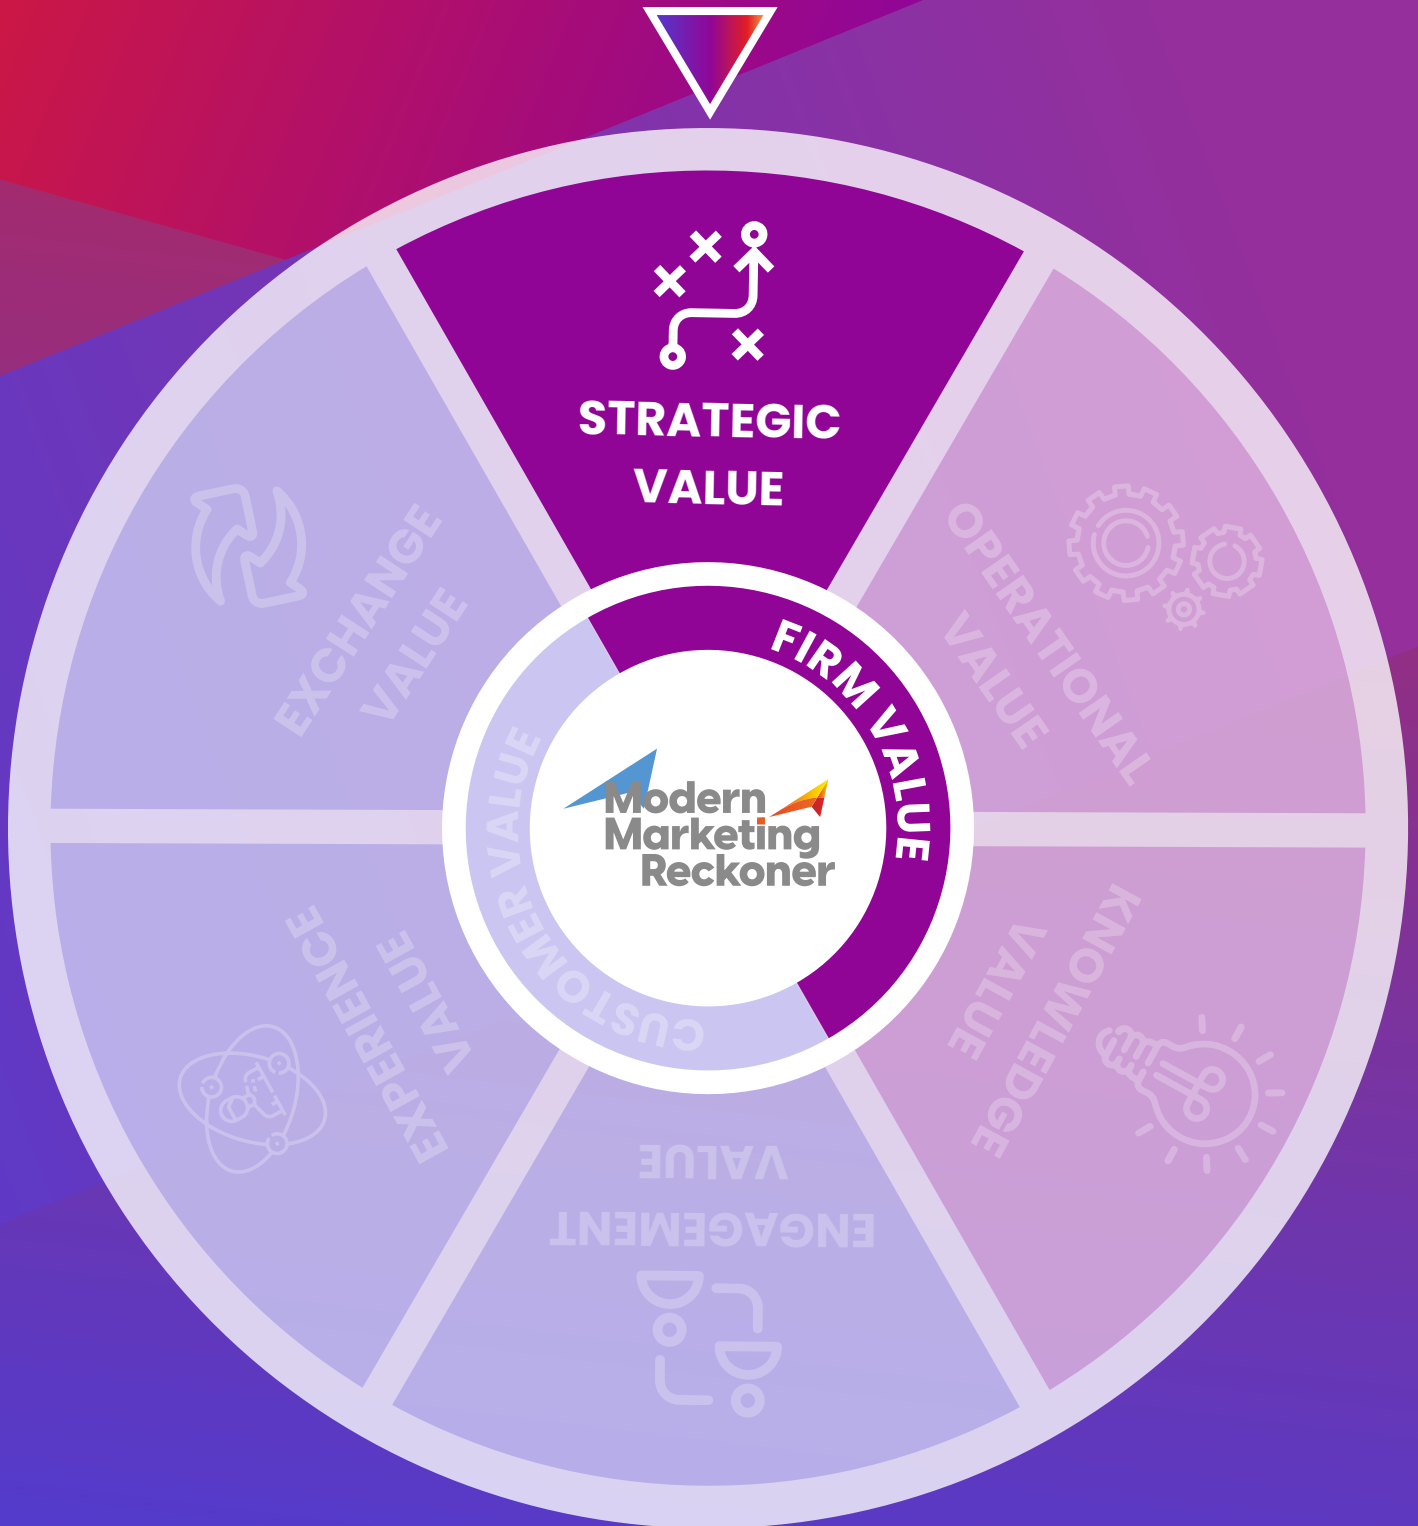 STRATEGIC
VALUE
OPERATIONAL
VALUE
KNOWLEDGE
VALUE
ENGAGEMENT
VALUE
EXPERIENCE
VALUE
EXCHANGE
VALUE
FIRM VALUE
CUSTOMER VALUE
Modern
Marketing
Reckoner